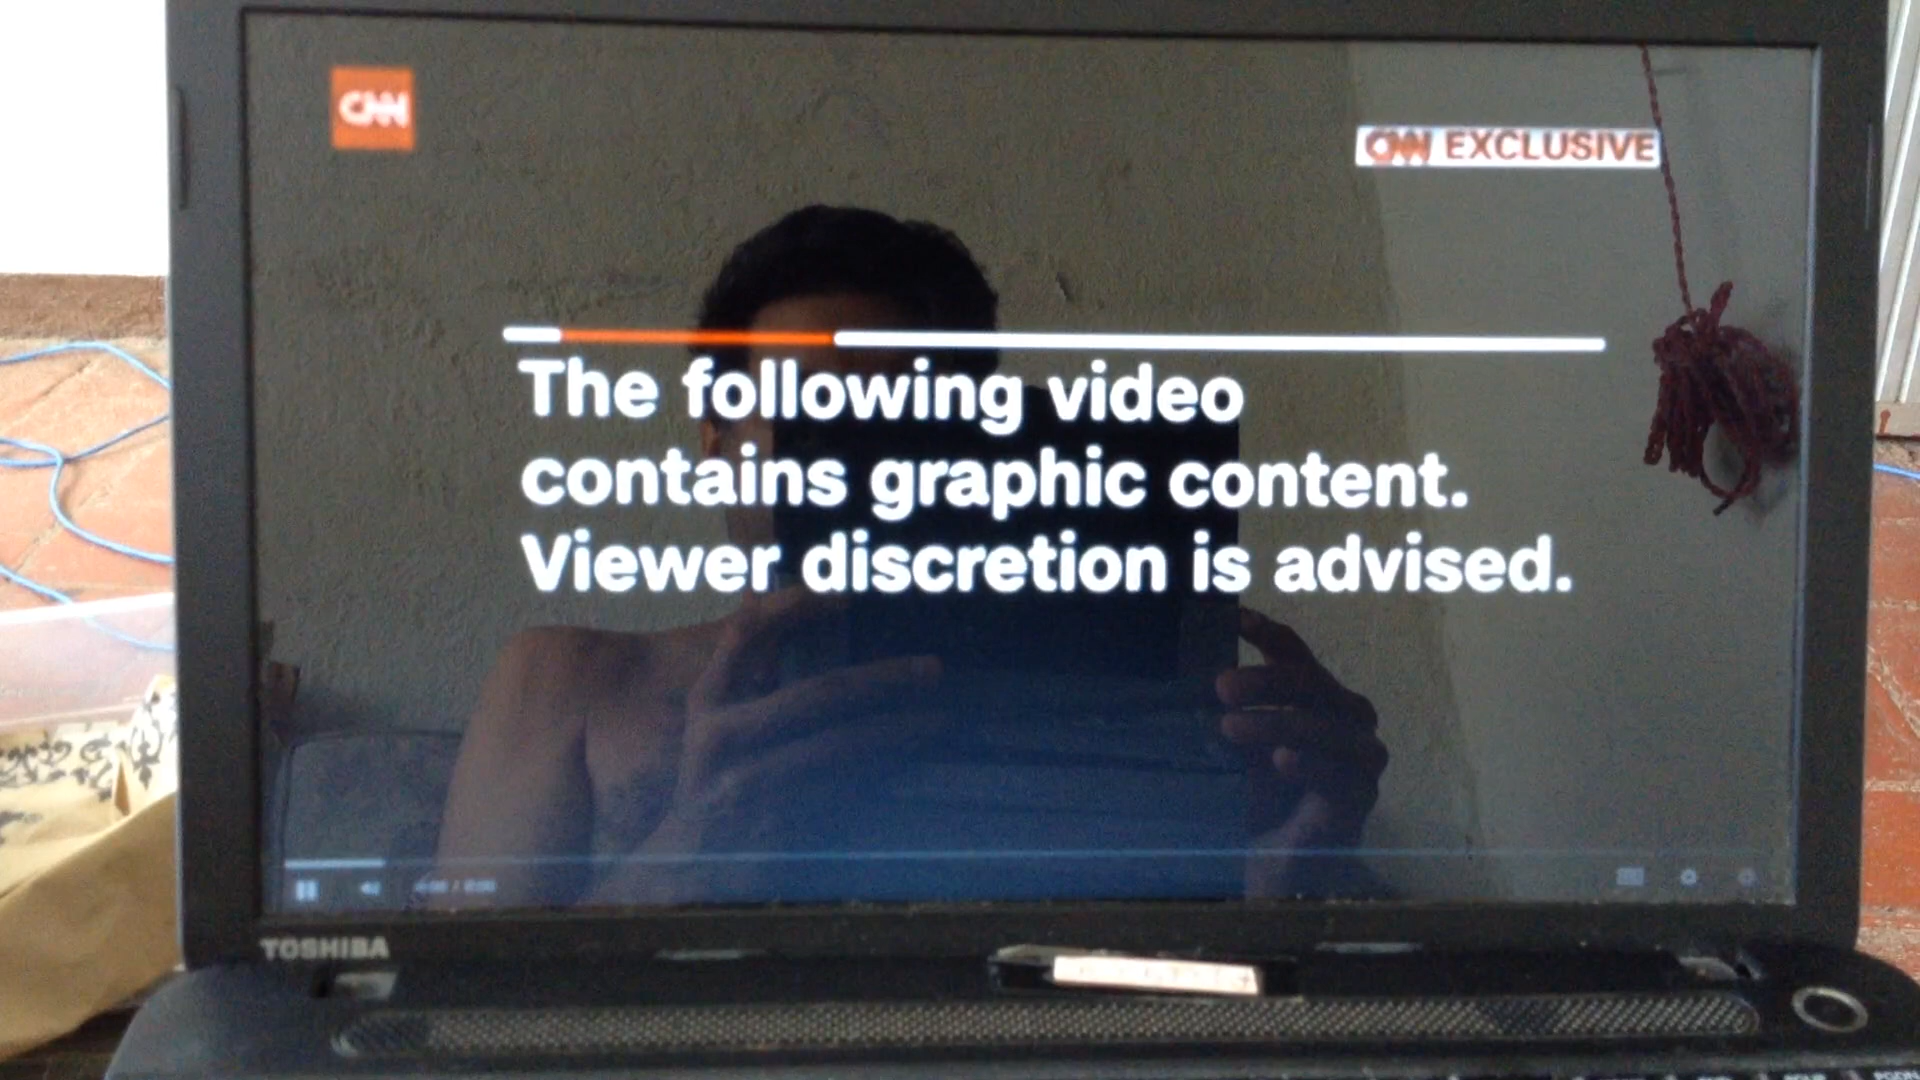 CNN
CNN EXCLUSIVE
The following video
contains graphic content.
Viewer discretion is advised.
TOSHIBA